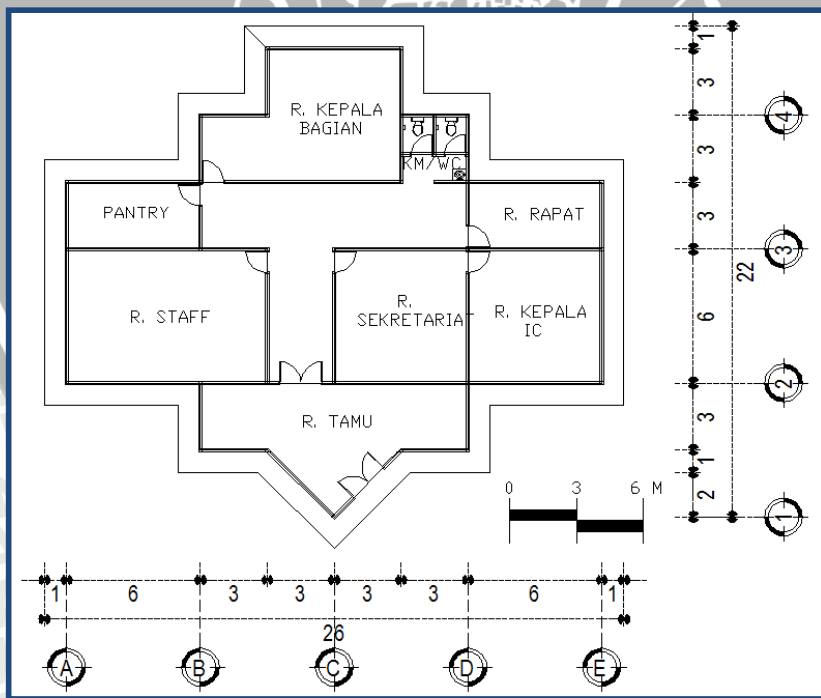 R. KEPALA
BAGIAN
KM/WC
PANTRY
R. RAPAT
R. STAFF
R.
SEKRETARIA
R. KEPALA
IC
R. TAMU
0 3 6 M
1
3
3
3
6
3
1
2
22
4
3
2
1
1 6 3 3 3 3 6 1
26
A B C D E